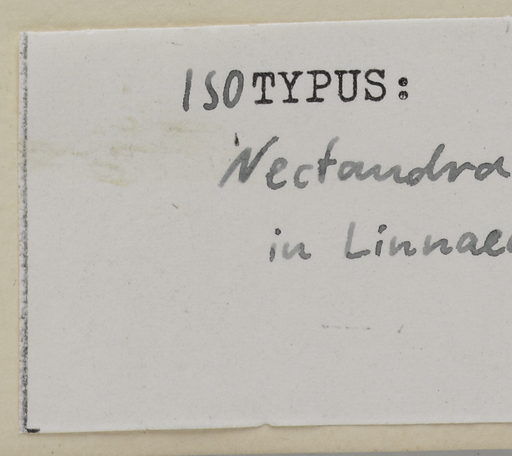 ISOTYPUS:
Nectandra
in Linnae